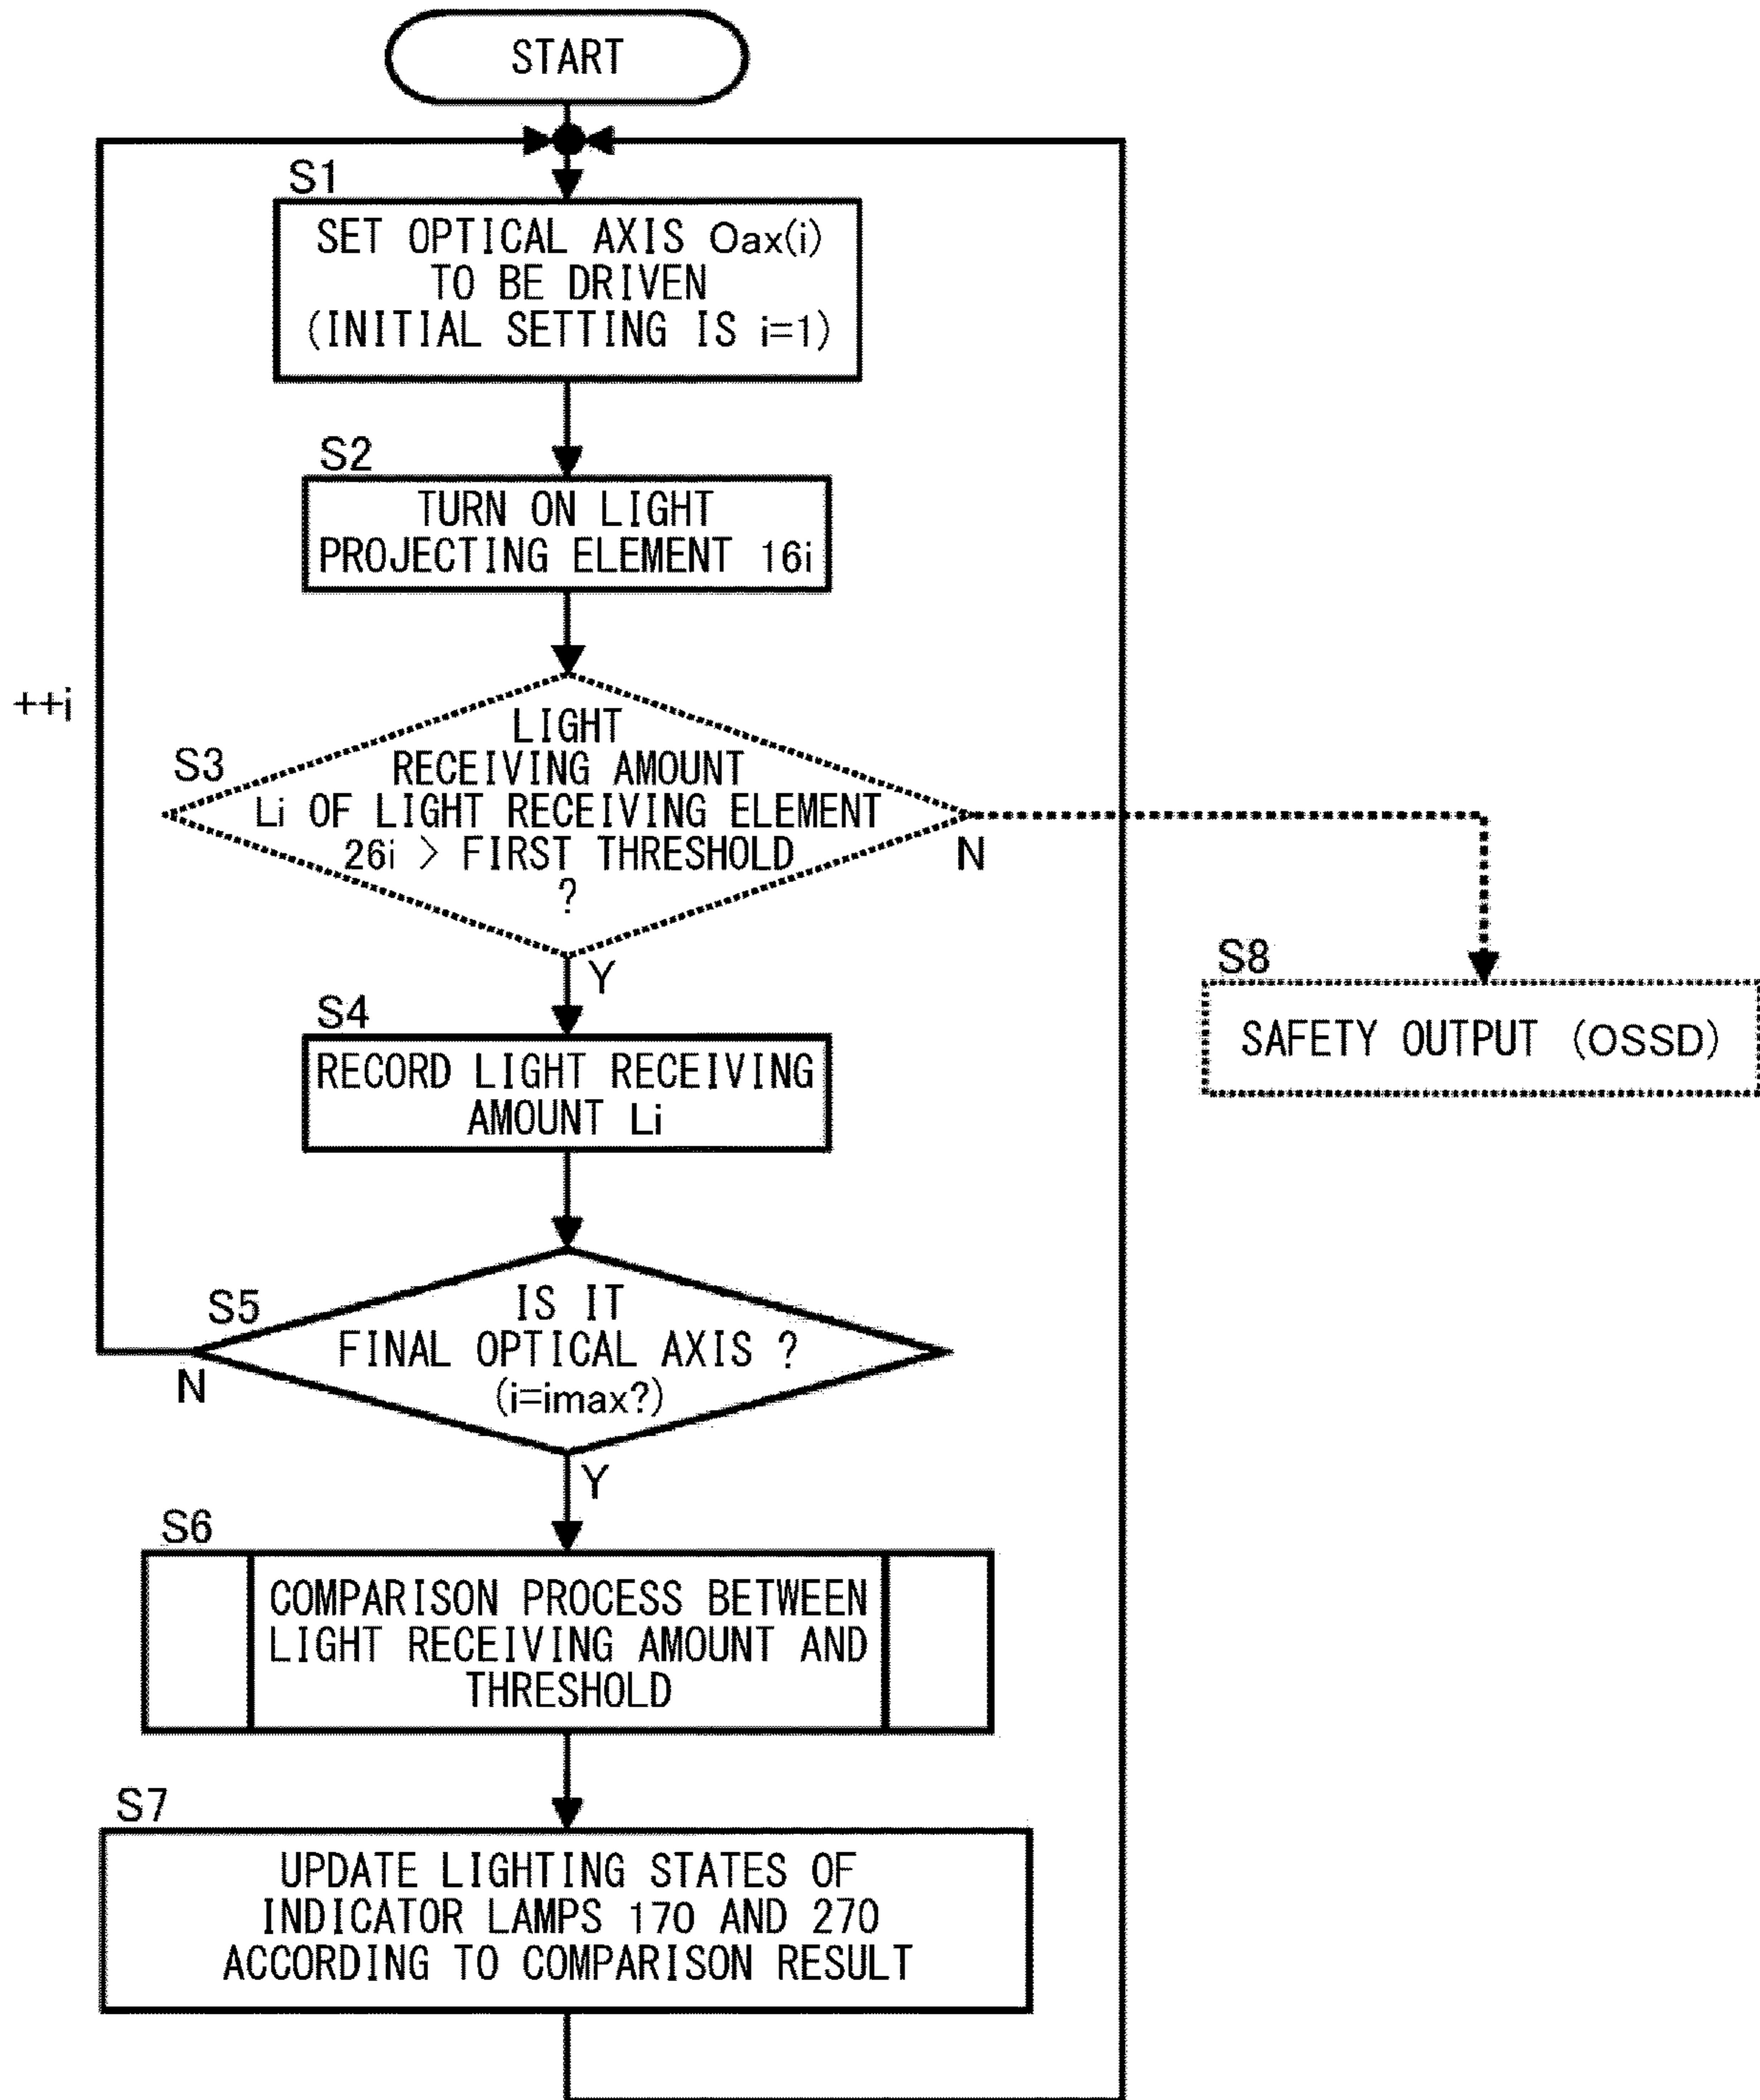 START
S1
SET OPTICAL AXIS Oax(i)
TO BE DRIVEN
(INITIAL SETTING IS i=1)
S2
TURN ON LIGHT
PROJECTING ELEMENT 16i
++i
S3
LIGHT
RECEIVING AMOUNT
Li OF LIGHT RECEIVING ELEMENT
26i > FIRST THRESHOLD
?
N
Y
S8
SAFETY OUTPUT (OSSD)
S4
RECORD LIGHT RECEIVING
AMOUNT Li
S5
IS IT
FINAL OPTICAL AXIS ?
(i=imax?)
N
Y
S6
COMPARISON PROCESS BETWEEN
LIGHT RECEIVING AMOUNT AND
THRESHOLD
S7
UPDATE LIGHTING STATES OF
INDICATOR LAMPS 170 AND 270
ACCORDING TO COMPARISON RESULT